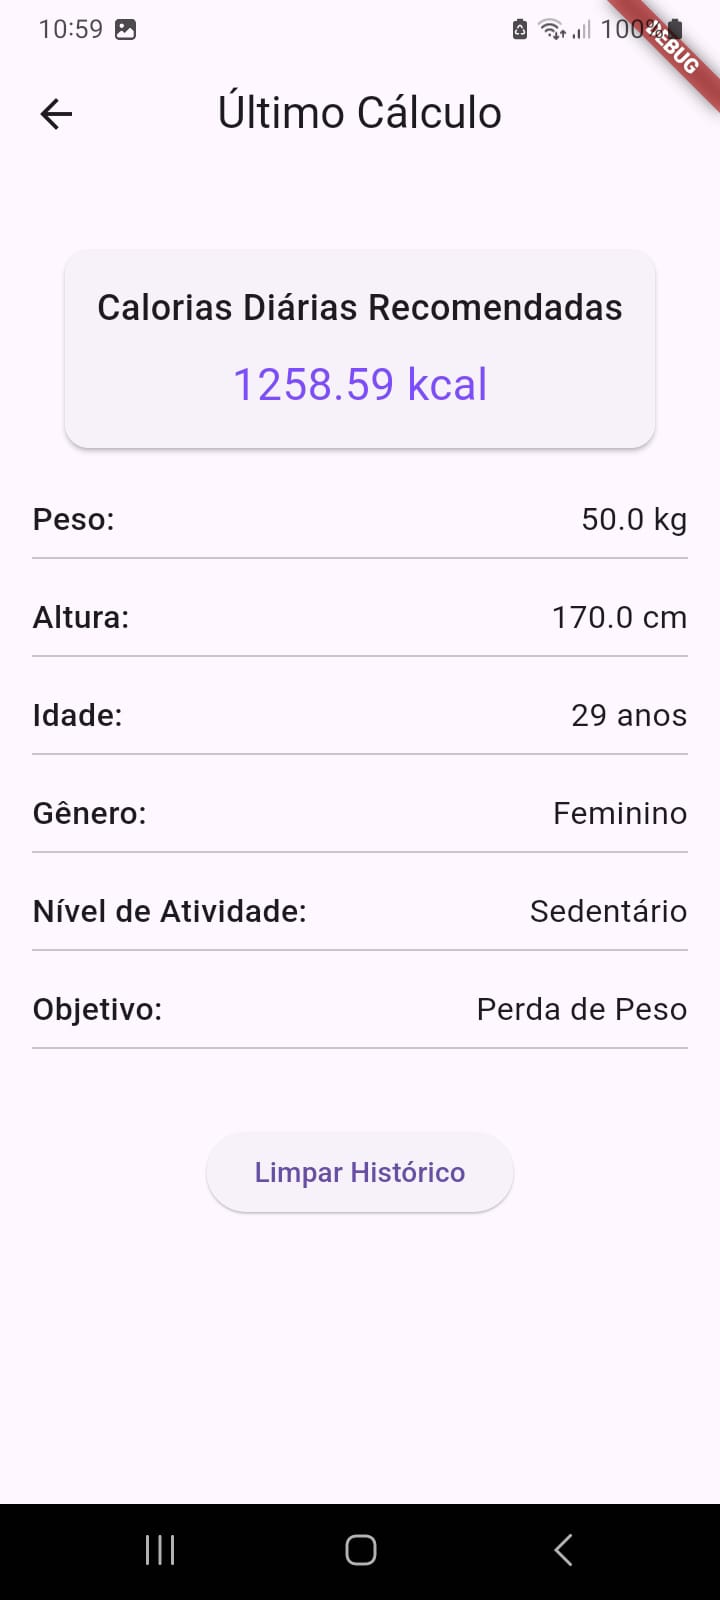 10:59
100%
DEBUG
Último Cálculo
Calorias Diárias Recomendadas
1258.59 kcal
Peso: 50.0 kg
Altura: 170.0 cm
Idade: 29 anos
Gênero: Feminino
Nível de Atividade: Sedentário
Objetivo: Perda de Peso
Limpar Histórico